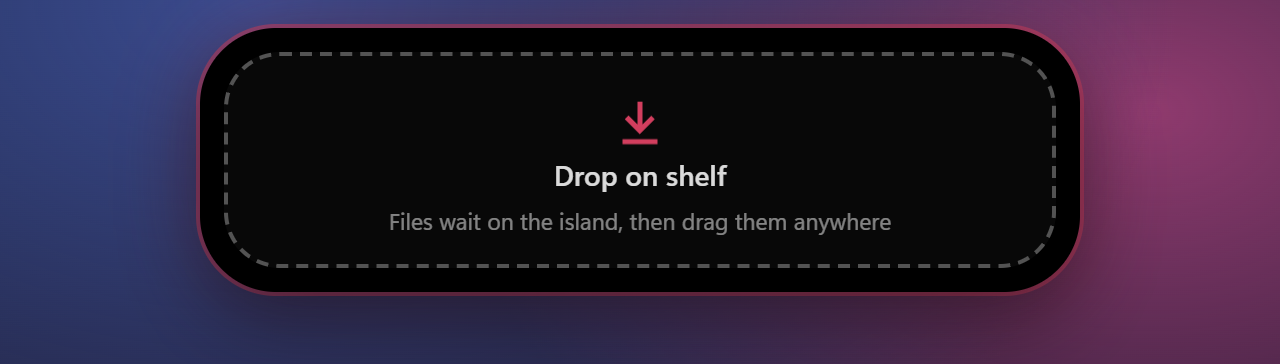 Drop on shelf
Files wait on the island, then drag them anywhere